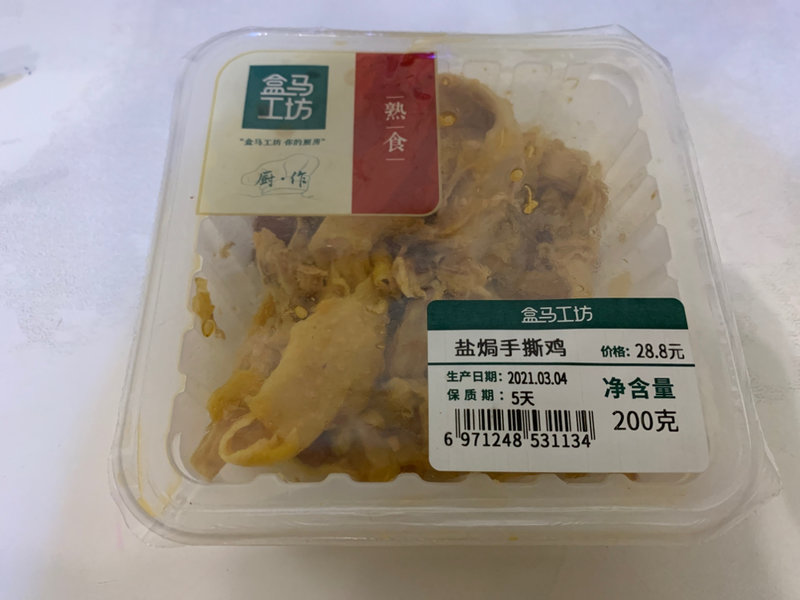 盒马
工坊
"盒马工坊·你的厨房"
厨·作
熟食
盒马工坊
盐焗手撕鸡 价格：28.8元
生产日期：2021.03.04
保质期：5天
净含量
200克
6 971248 531134